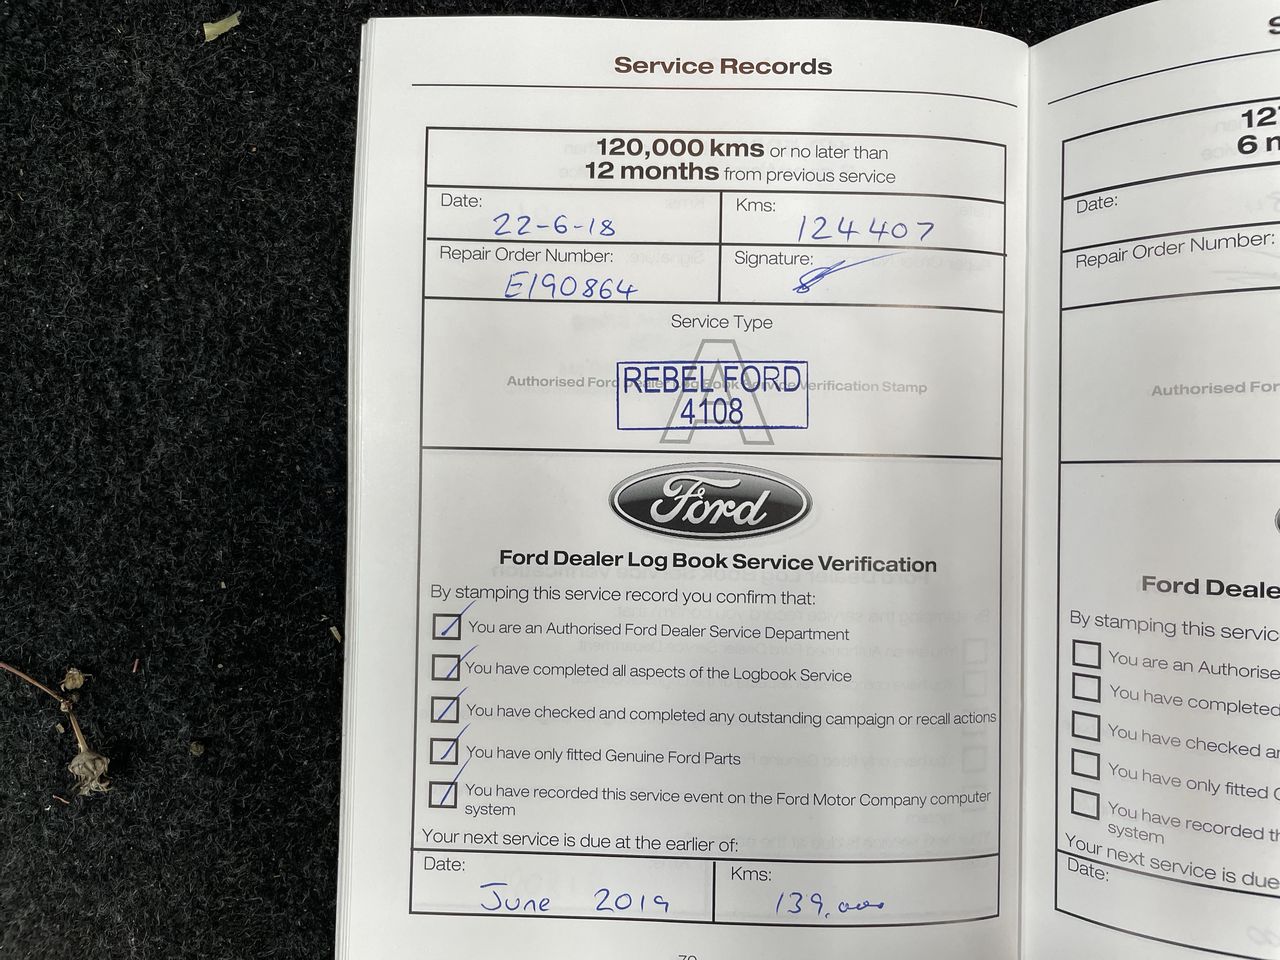 Service Records
120,000 kms or no later than
12 months from previous service
Date:
22-6-18
Kms:
124407
Repair Order Number:
E190864
Signature:
Service Type
A
Authorised Ford Dealer Log Book Service Verification Stamp
REBEL FORD
4108
Ford
Ford Dealer Log Book Service Verification
By stamping this service record you confirm that:
You are an Authorised Ford Dealer Service Department
You have completed all aspects of the Logbook Service
You have checked and completed any outstanding campaign or recall actions
You have only fitted Genuine Ford Parts
You have recorded this service event on the Ford Motor Company computer
system
Your next service is due at the earlier of:
Date:
June 2019
Kms:
139,000
Date:
Repair Order Number:
Authorised
Ford
By stamping this
You are an
You have completed
You have checked
You have only fitted
You have recorded
system
Your next service is due
Date: